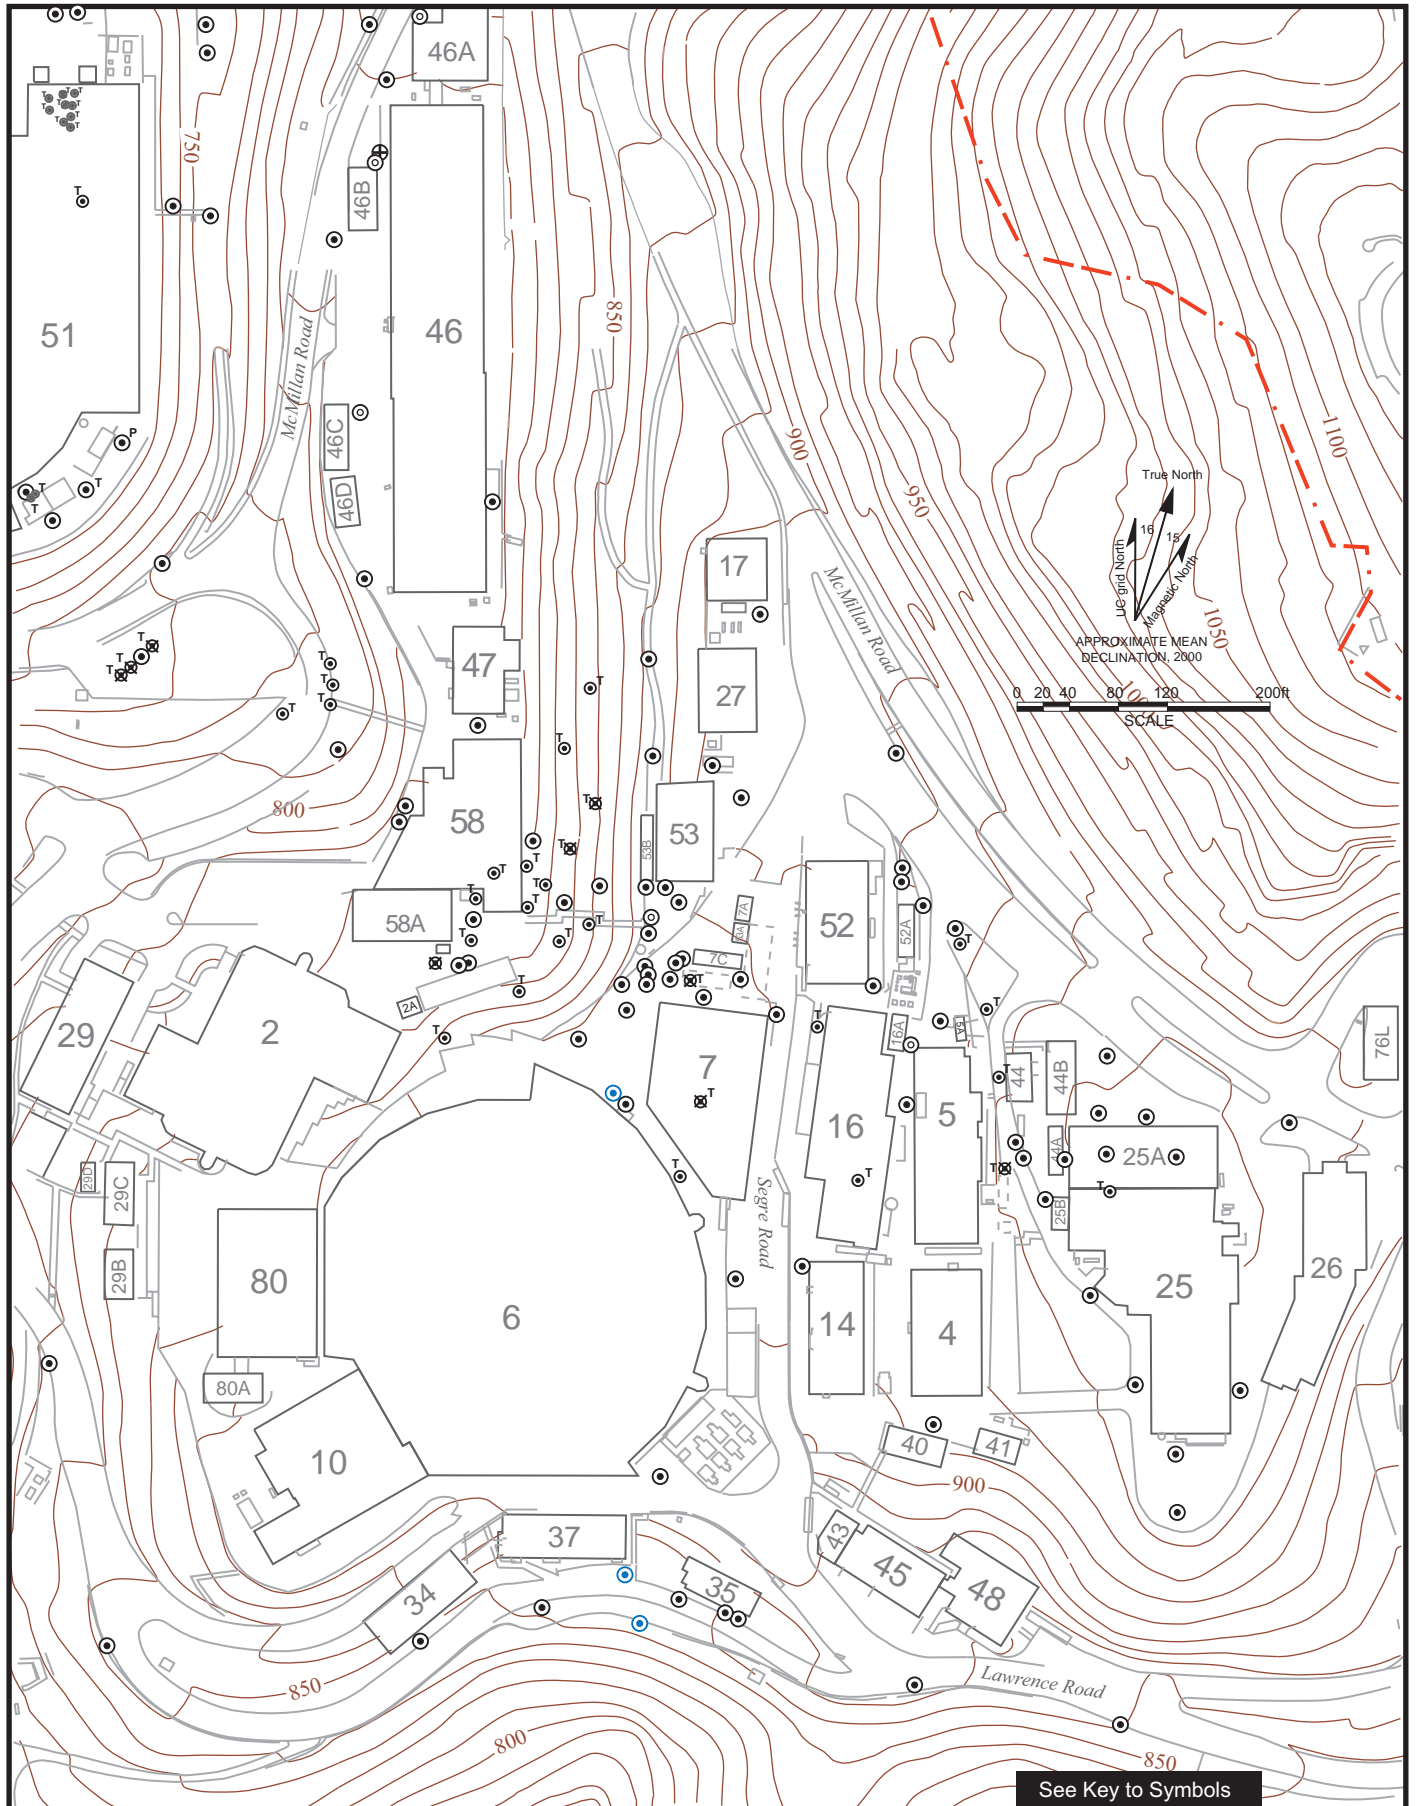 46A
T
T
T
T
T
T
T
T
750
46B
T
51
46
850
McMillan Road
46C
P
900
1100
46D
T
T
950
True North
16
15
UC grid North
Magnetic North
17
McMillan Road
1050
APPROXIMATE MEAN
DECLINATION, 2000
T
T
T
T
T
T
47
27
T
T
T
0 20 40 80 120 200ft
SCALE
T
800
58
T
53
53B
T
T
T
T
T
T
58A
T
T
T
7A
52
52A
T
7C
T
T
2A
29
2
T
T
T
16A
5A
76L
7
T
T
44
44B
16
5
T
T
T
44A
25A
29D
29C
Segre Road
T
25B
29B
80
6
14
4
25
26
80A
10
40
41
900
37
43
45
48
34
35
850
Lawrence Road
800
850
See Key to Symbols